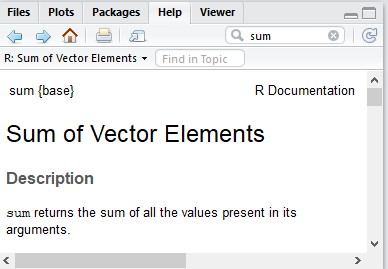 Files Plots Packages Help Viewer
sum
R: Sum of Vector Elements Find in Topic
sum {base} R Documentation
Sum of Vector Elements
Description
sum returns the sum of all the values present in its
arguments.